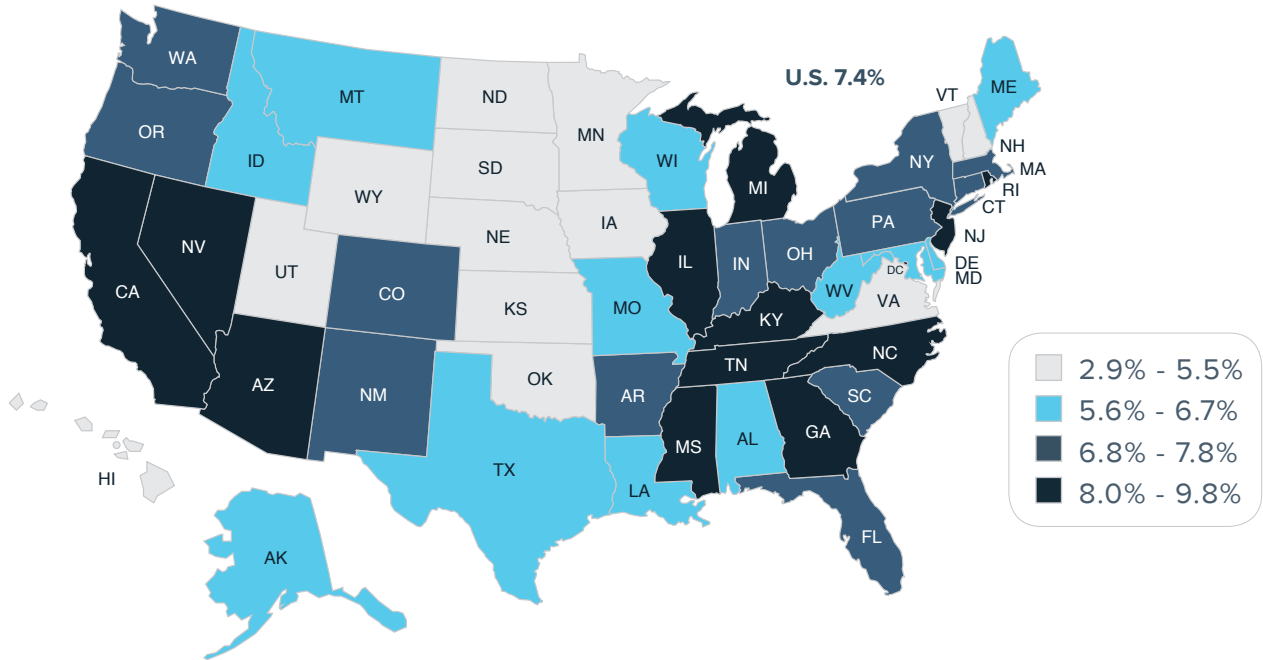 U.S. 7.4%
WA
MT
ND
MN
VT
ME
OR
ID
SD
WI
NY
NH
MA
RI
CT
WY
MI
IA
NE
PA
NJ
NV
UT
IL
IN
OH
DE
MD
DC
CA
CO
KS
MO
WV
VA
KY
AZ
NM
OK
AR
TN
NC
SC
MS
AL
GA
TX
LA
FL
HI
AK
2.9% - 5.5%
5.6% - 6.7%
6.8% - 7.8%
8.0% - 9.8%